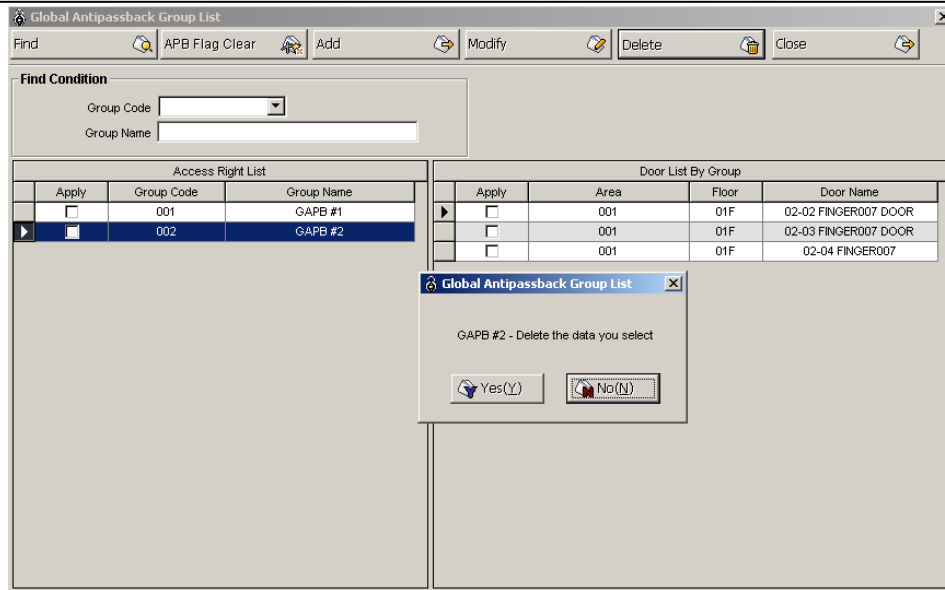 Global Antipassback Group List
Find APB Flag Clear Add Modify Delete Close
Find Condition
Group Code
Group Name
Access Right List
Apply Group Code Group Name
001 GAPB #1
002 GAPB #2
Door List By Group
Apply Area Floor Door Name
001 01F 02-02 FINGER007 DOOR
001 01F 02-03 FINGER007 DOOR
001 01F 02-04 FINGER007
Global Antipassback Group List
GAPB #2 - Delete the data you select
Yes(Y) No(N)